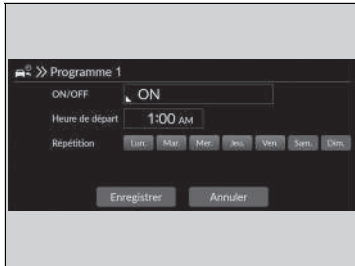 Programme 1
ON/OFF ON
Heure de départ 1:00 AM
Répétition Lun. Mar. Mer. Jeu. Ven. Sam. Dim.
Enregistrer Annuler